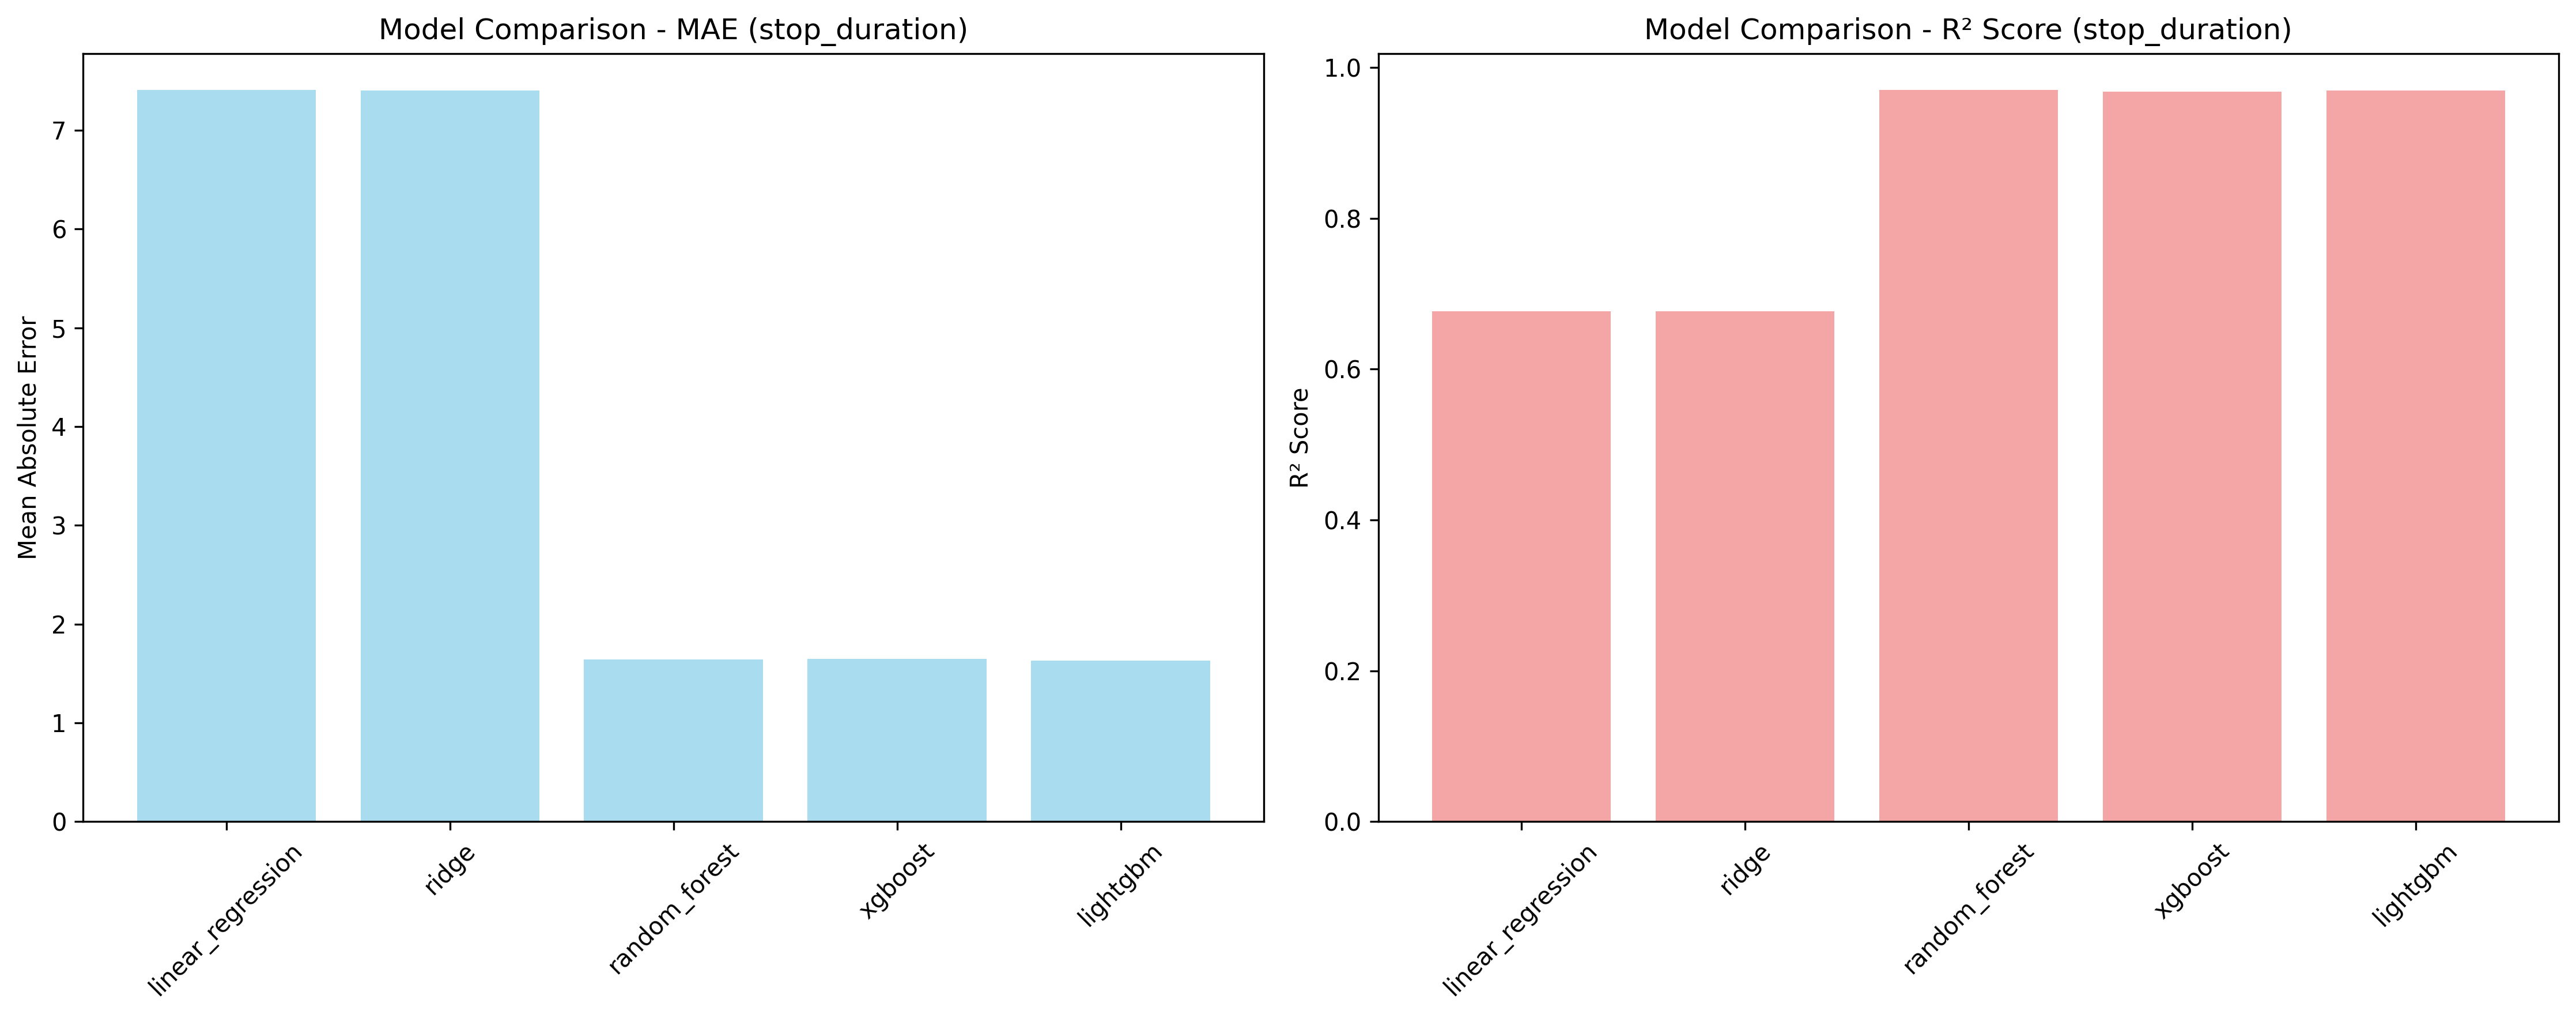 Model Comparison - MAE (stop_duration)
Mean Absolute Error
7
6
5
4
3
2
1
0
linear_regression
ridge
random_forest
xgboost
lightgbm
Model Comparison - R² Score (stop_duration)
R² Score
1.0
0.8
0.6
0.4
0.2
0.0
linear_regression
ridge
random_forest
xgboost
lightgbm